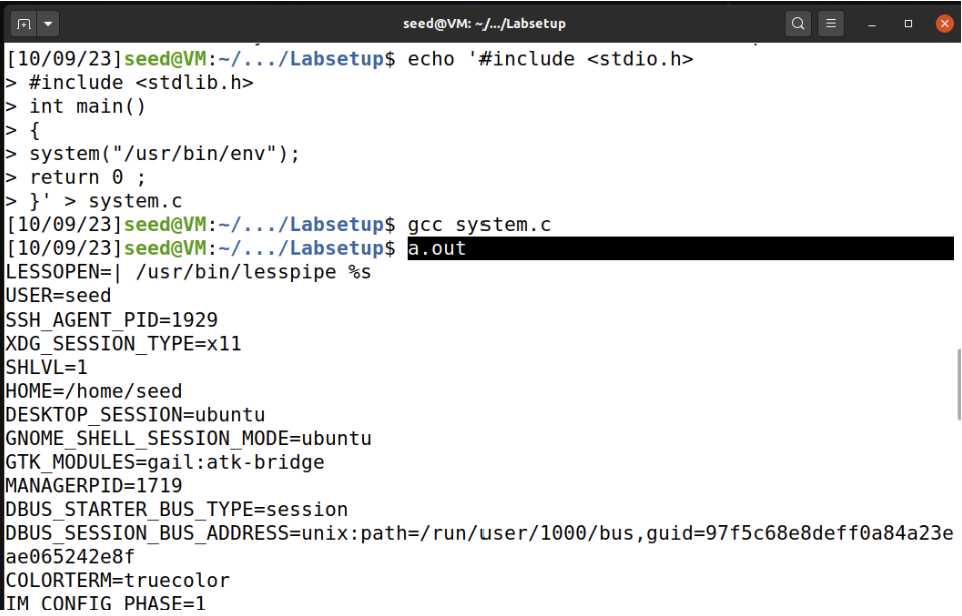 seed@VM: ~/.../Labsetup
[10/09/23]seed@VM:~/.../Labsetup$ echo '#include <stdio.h>
> #include <stdlib.h>
> int main()
> {
> system("/usr/bin/env");
> return 0 ;
> }' > system.c
[10/09/23]seed@VM:~/.../Labsetup$ gcc system.c
[10/09/23]seed@VM:~/.../Labsetup$ a.out
LESSOPEN=| /usr/bin/lesspipe %s
USER=seed
SSH_AGENT_PID=1929
XDG_SESSION_TYPE=x11
SHLVL=1
HOME=/home/seed
DESKTOP_SESSION=ubuntu
GNOME_SHELL_SESSION_MODE=ubuntu
GTK_MODULES=gail:atk-bridge
MANAGERPID=1719
DBUS_STARTER_BUS_TYPE=session
DBUS_SESSION_BUS_ADDRESS=unix:path=/run/user/1000/bus,guid=97f5c68e8deff0a84a23e
ae065242e8f
COLORTERM=truecolor
IM_CONFIG_PHASE=1